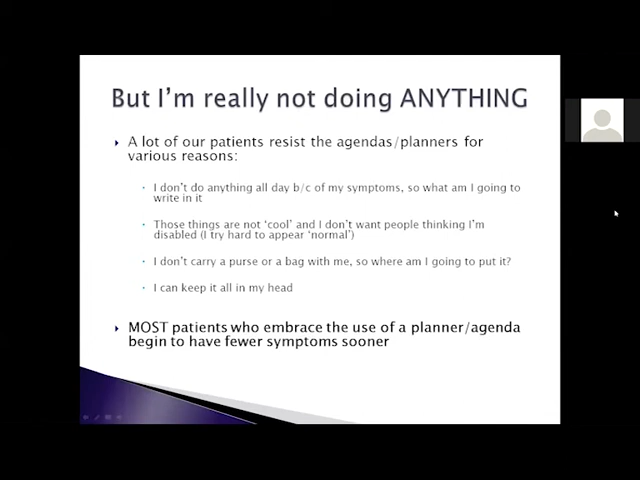 But I'm really not doing ANYTHING
A lot of our patients resist the agendas/planners for
various reasons:
I don't do anything all day b/c of my symptoms, so what am I going to
write in it
Those things are not 'cool' and I don't want people thinking I'm
disabled (I try hard to appear 'normal')
I don't carry a purse or a bag with me, so where am I going to put it?
I can keep it all in my head
MOST patients who embrace the use of a planner/agenda
begin to have fewer symptoms sooner